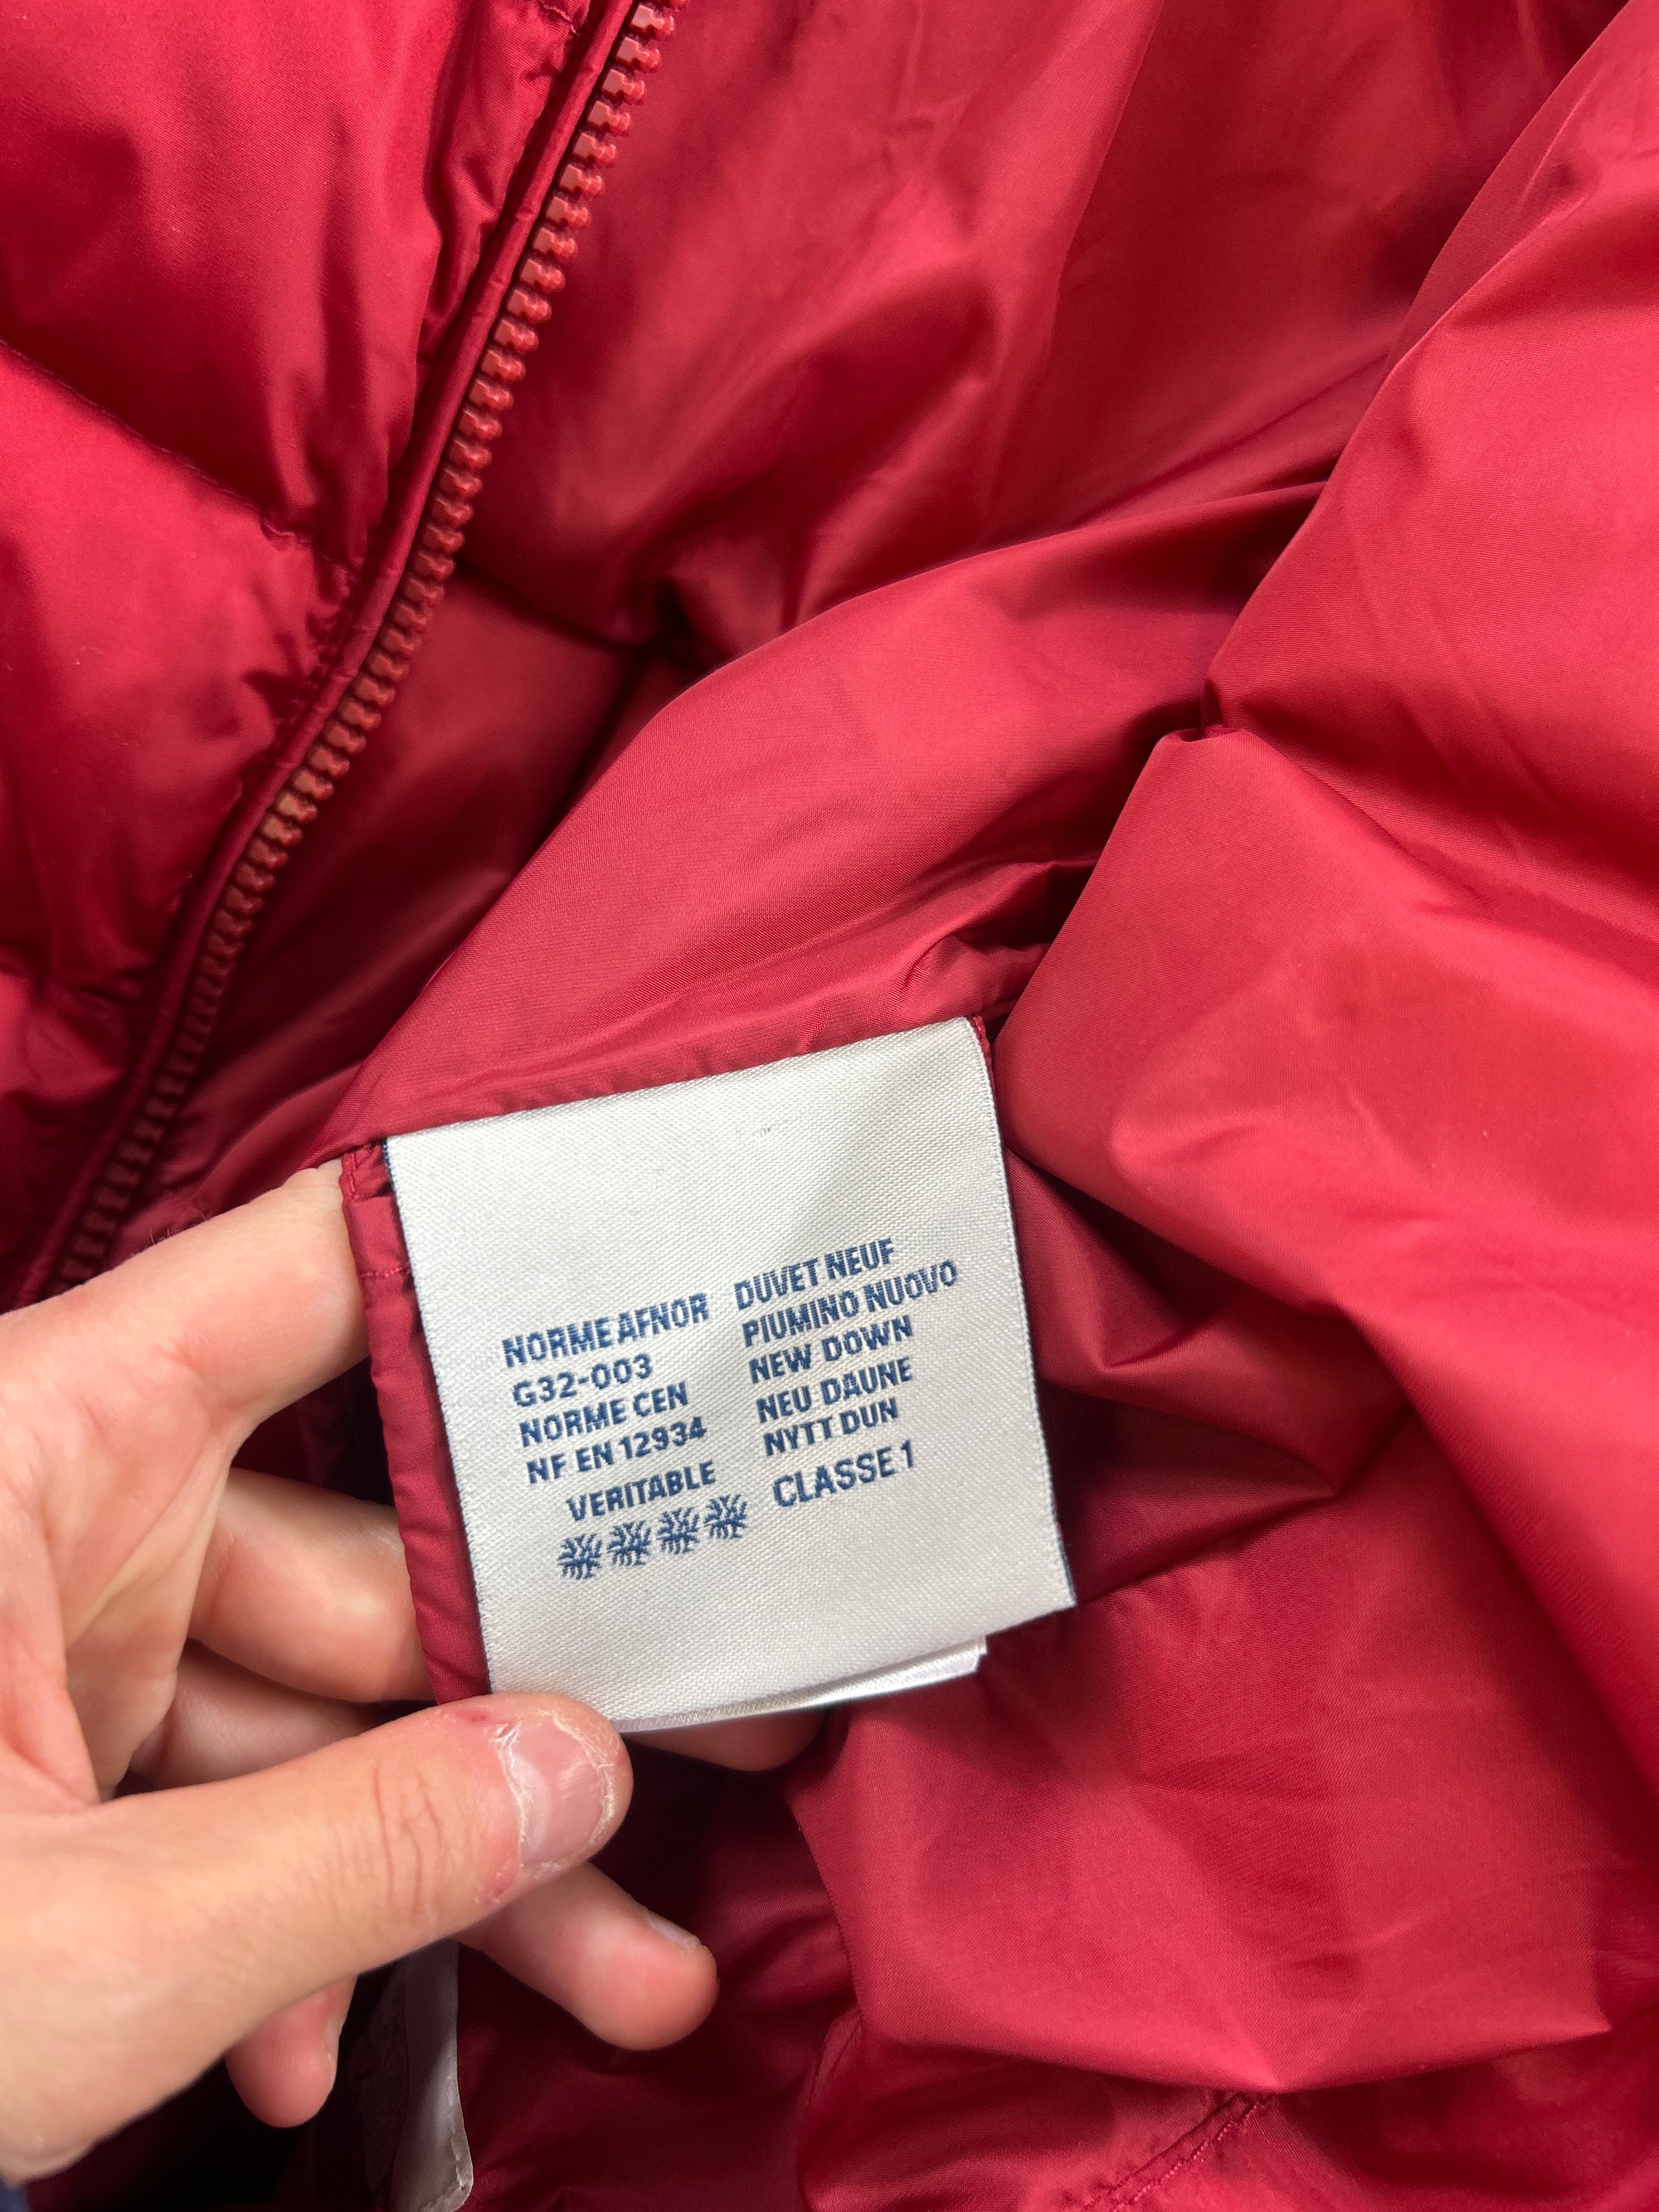 NORME AFNOR
G32-003
NORME CEN
NF EN 12934
VERITABLE
DUVET NEUF
PIUMINO NUOVO
NEW DOWN
NEU DAUNE
NYTT DUN
CLASSE 1